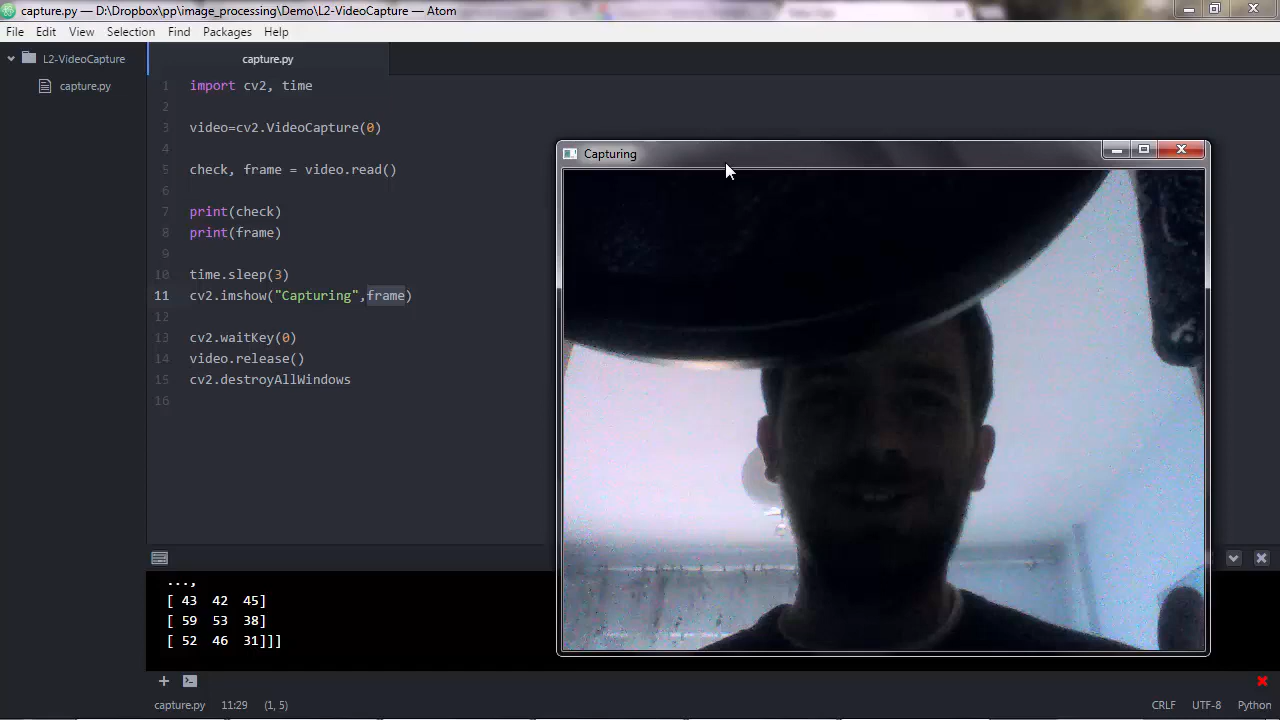 capture.py — D:\Dropbox\pp\image_processing\Demo\L2-VideoCapture — Atom
File Edit View Selection Find Packages Help
L2-VideoCapture
capture.py
capture.py
1 import cv2, time
2
3 video=cv2.VideoCapture(0)
4
5 check, frame = video.read()
6
7 print(check)
8 print(frame)
9
10 time.sleep(3)
11 cv2.imshow("Capturing",frame)
12
13 cv2.waitKey(0)
14 video.release()
15 cv2.destroyAllWindows
16
Capturing
...,
[ 43 42 45]
[ 59 53 38]
[ 52 46 31]]]
capture.py 11:29 (1, 5) CRLF UTF-8 Python